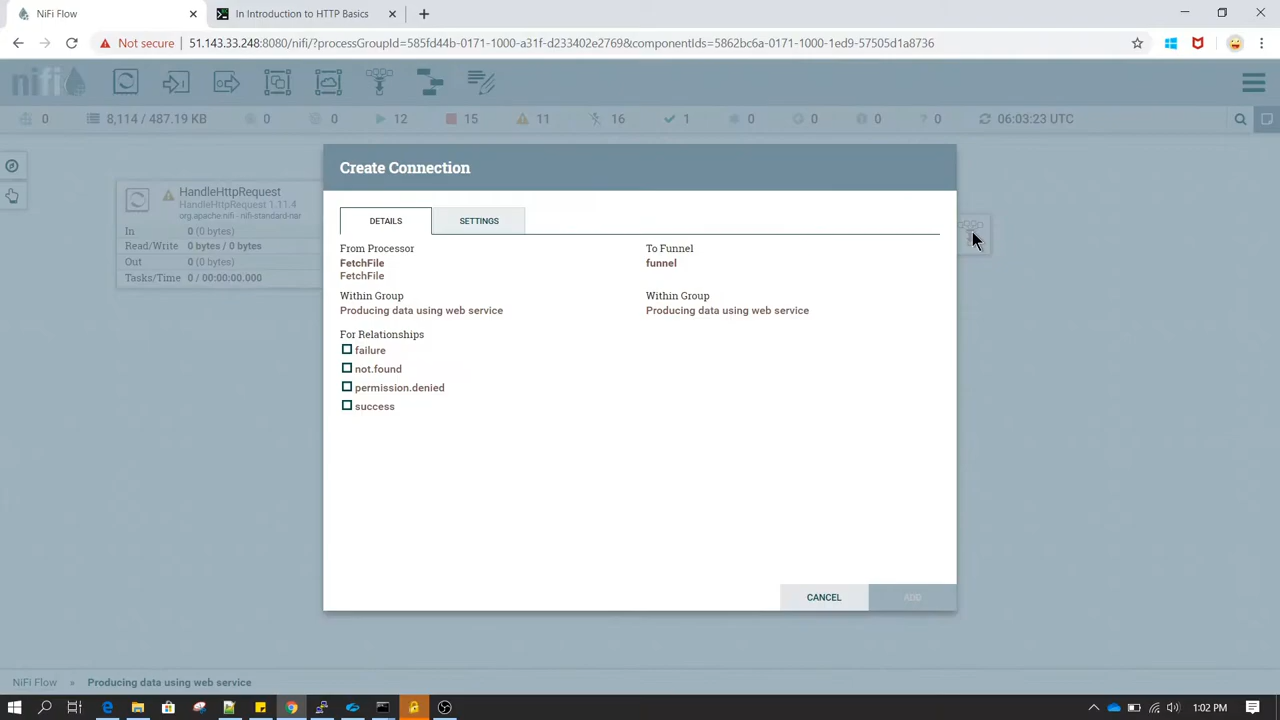 NiFi Flow
In Introduction to HTTP Basics
Not secure
51.143.33.248:8080/nifi/?processGroupId=585fd44b-0171-1000-a31f-d233402e2769&componentIds=5862bc6a-0171-1000-1ed9-57505d1a8736
nifi
0
8,114 / 487.19 KB
0
0
12
15
11
16
1
0
0
0
0
06:03:23 UTC
HandleHttpRequest
HandleHttpRequest 1.11.4
org.apache.nifi - nifi-standard-nar
In 0 (0 bytes)
Read/Write 0 bytes / 0 bytes
Out 0 (0 bytes)
Tasks/Time 0 / 00:00:00.000
Create Connection
DETAILS
SETTINGS
From Processor
FetchFile
FetchFile
To Funnel
funnel
Within Group
Producing data using web service
Within Group
Producing data using web service
For Relationships
failure
not.found
permission.denied
success
CANCEL
ADD
NiFi Flow » Producing data using web service
1:02 PM